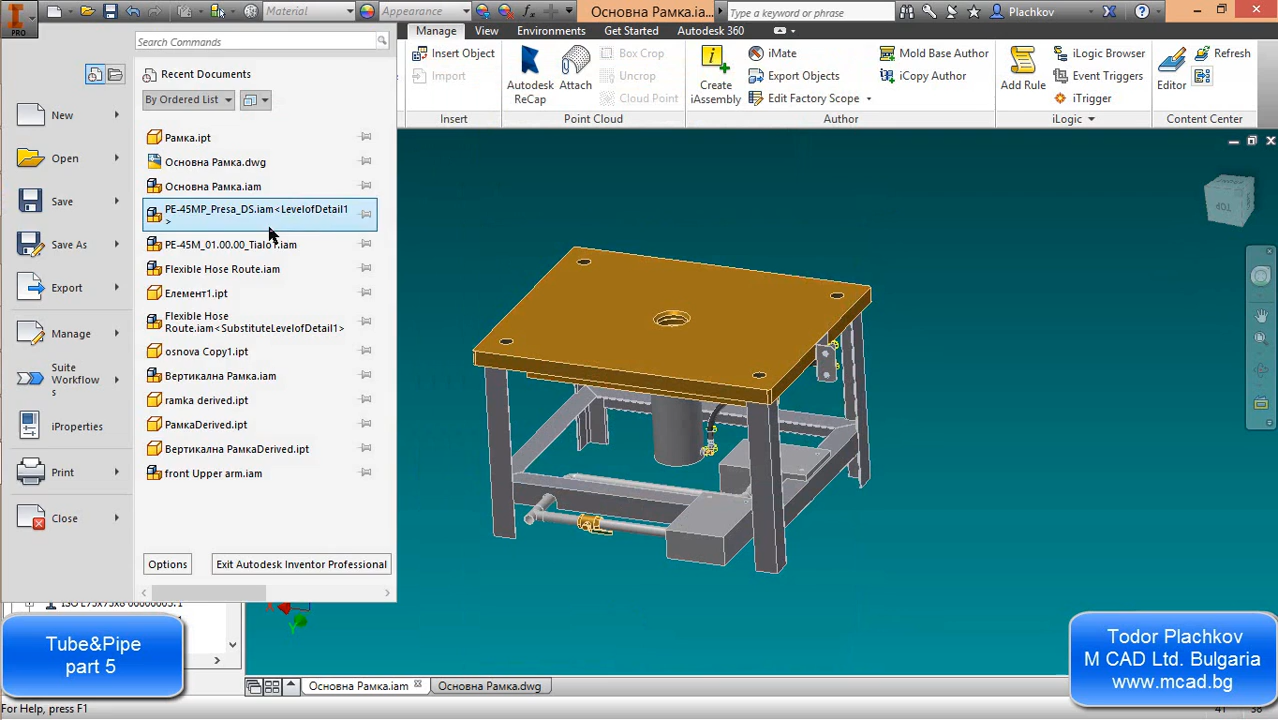 PRO
Material
Appearance
Основна Рамка.ia...
Type a keyword or phrase
Plachkov
Manage
View
Environments
Get Started
Autodesk 360
Search Commands
Recent Documents
By Ordered List
New
Open
Save
Save As
Export
Manage
Suite
Workflow
s
iProperties
Print
Close
Рамка.ipt
Основна Рамка.dwg
Основна Рамка.iam
PE-45MP_Presa_DS.iam<LevelofDetail1
>
PE-45M_01.00.00_Tialo1.iam
Flexible Hose Route.iam
Елемент1.ipt
Flexible Hose
Route.iam<SubstituteLevelofDetail1>
osnova Copy1.ipt
Вертикална Рамка.iam
ramka derived.ipt
РамкаDerived.ipt
Вертикална РамкаDerived.ipt
front Upper arm.iam
Options
Exit Autodesk Inventor Professional
Insert Object
Import
Insert
Autodesk
ReCap
Attach
Box Crop
Uncrop
Cloud Point
Point Cloud
Create
iAssembly
iMate
Export Objects
Edit Factory Scope
Mold Base Author
iCopy Author
Author
Add Rule
iLogic Browser
Event Triggers
iTrigger
iLogic
Editor
Refresh
Content Center
TOP
Tube&Pipe
part 5
Todor Plachkov
M CAD Ltd. Bulgaria
www.mcad.bg
Основна Рамка.iam
Основна Рамка.dwg
For Help, press F1